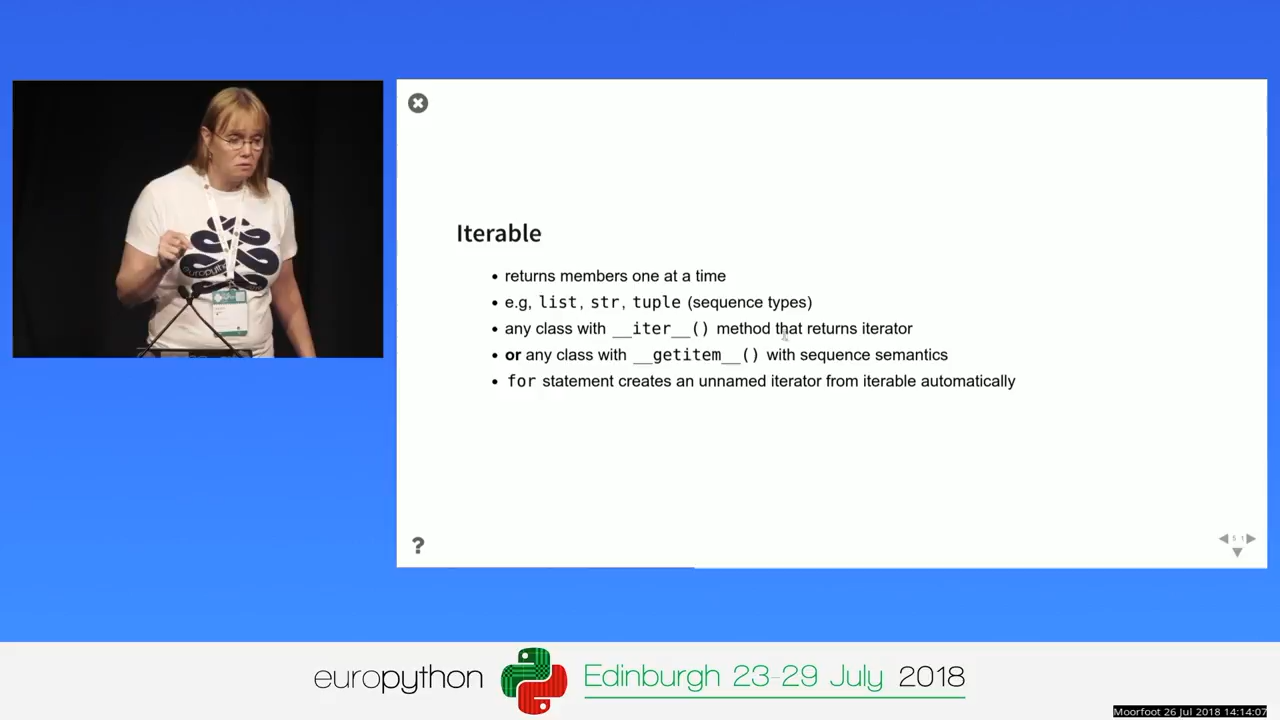 Iterable
• returns members one at a time
• e.g, list, str, tuple (sequence types)
• any class with __iter__() method that returns iterator
• or any class with __getitem__() with sequence semantics
• for statement creates an unnamed iterator from iterable automatically
?
europython
europython Edinburgh 23-29 July 2018
Moorfoot 26 Jul 2018 14:14:07